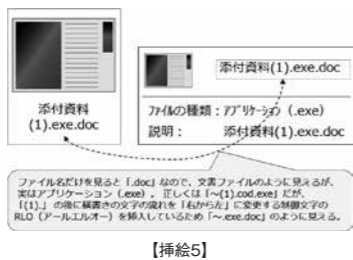 添付資料
(1).exe.doc
添付資料(1).exe.doc
ファイルの種類：アプリケーション（.exe）
説明：　添付資料(1).exe.doc
ファイル名だけを見ると「.doc」なので、文書ファイルのように見えるが、
実はアプリケーション（.exe）。正しくは「～(1).cod.exe」だが、
「(1).」の後に横書きの文字の流れを「右から左」に変更する制御文字の
RLO（アールエルオー）を挿入しているため「～.exe.doc」のように見える。
【挿絵5】